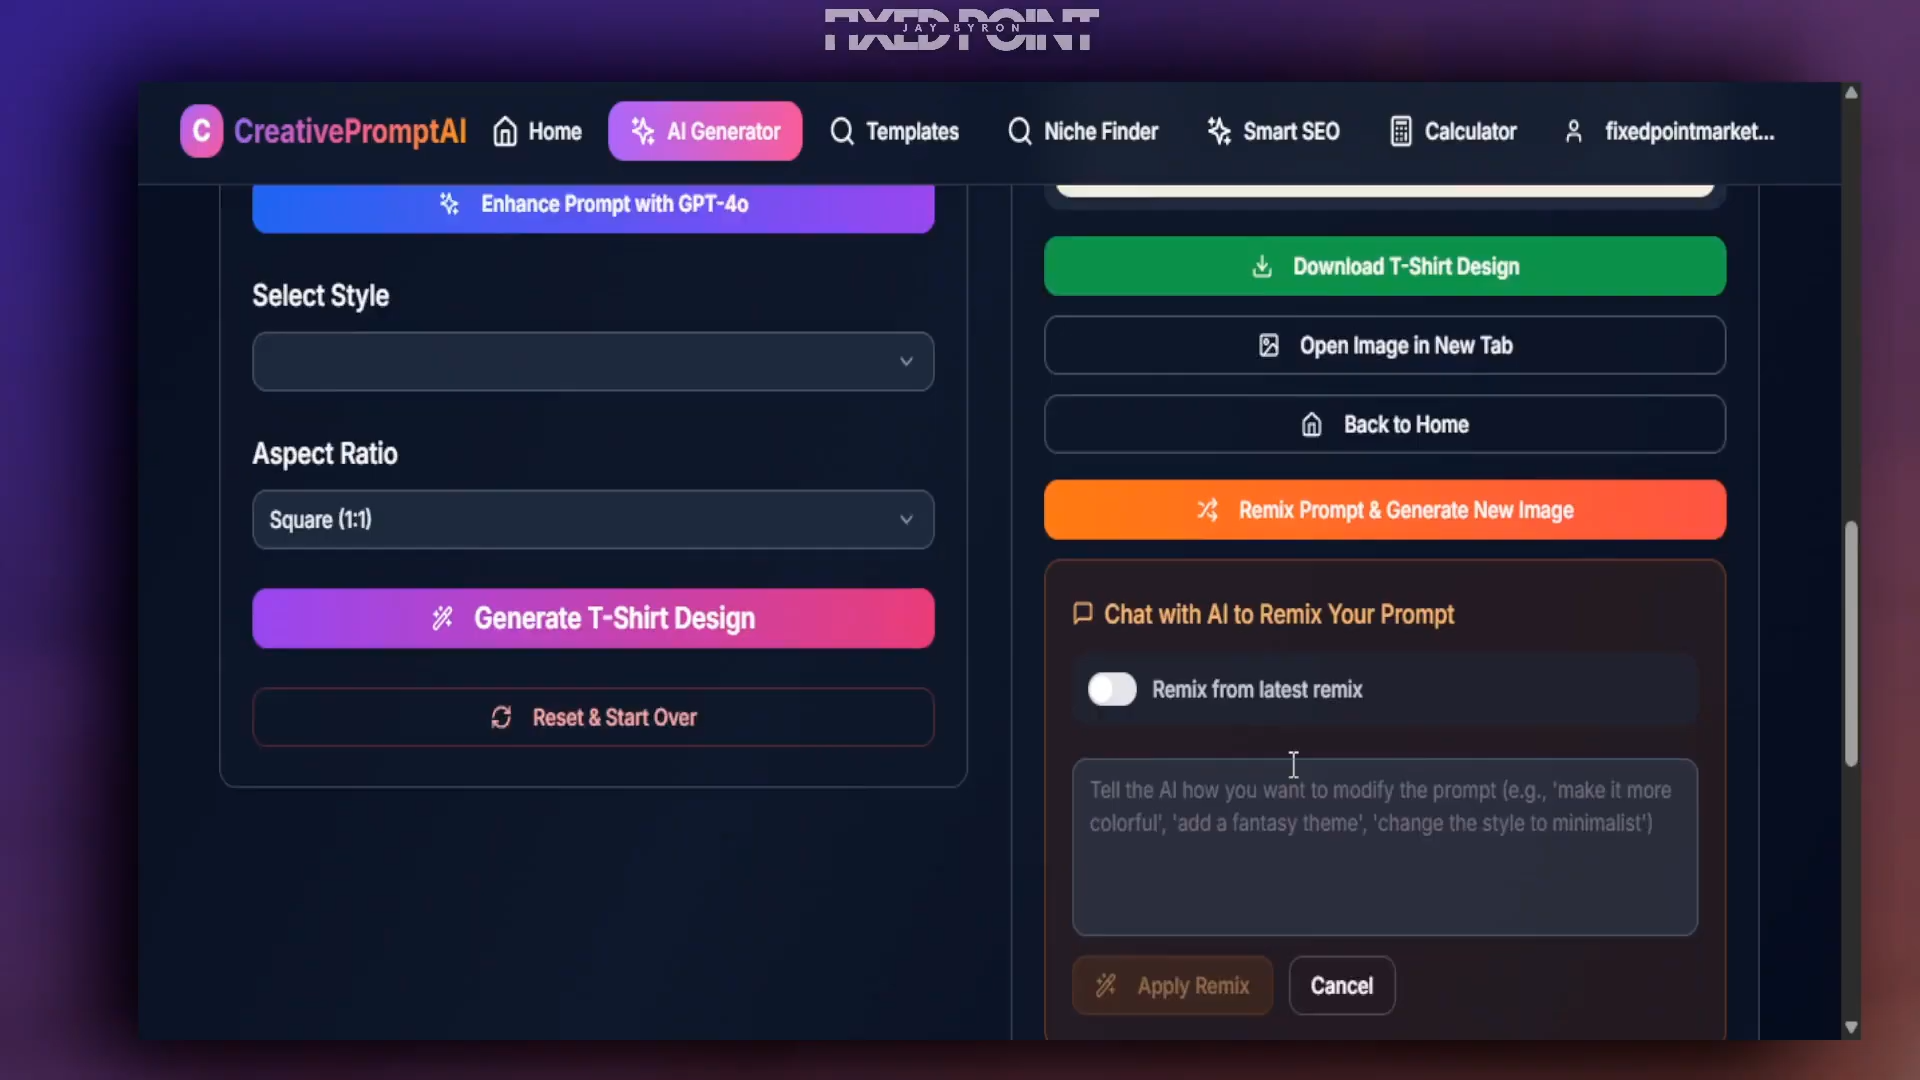 FIXED POINT
JAY BYRON
C CreativePromptAI Home AI Generator Templates Niche Finder Smart SEO Calculator fixedpointmarket...
Enhance Prompt with GPT-4o
Select Style
Aspect Ratio
Square (1:1)
Generate T-Shirt Design
Reset & Start Over
Download T-Shirt Design
Open Image in New Tab
Back to Home
Remix Prompt & Generate New Image
Chat with AI to Remix Your Prompt
Remix from latest remix
Tell the AI how you want to modify the prompt (e.g., 'make it more
colorful', 'add a fantasy theme', 'change the style to minimalist')
Apply Remix Cancel